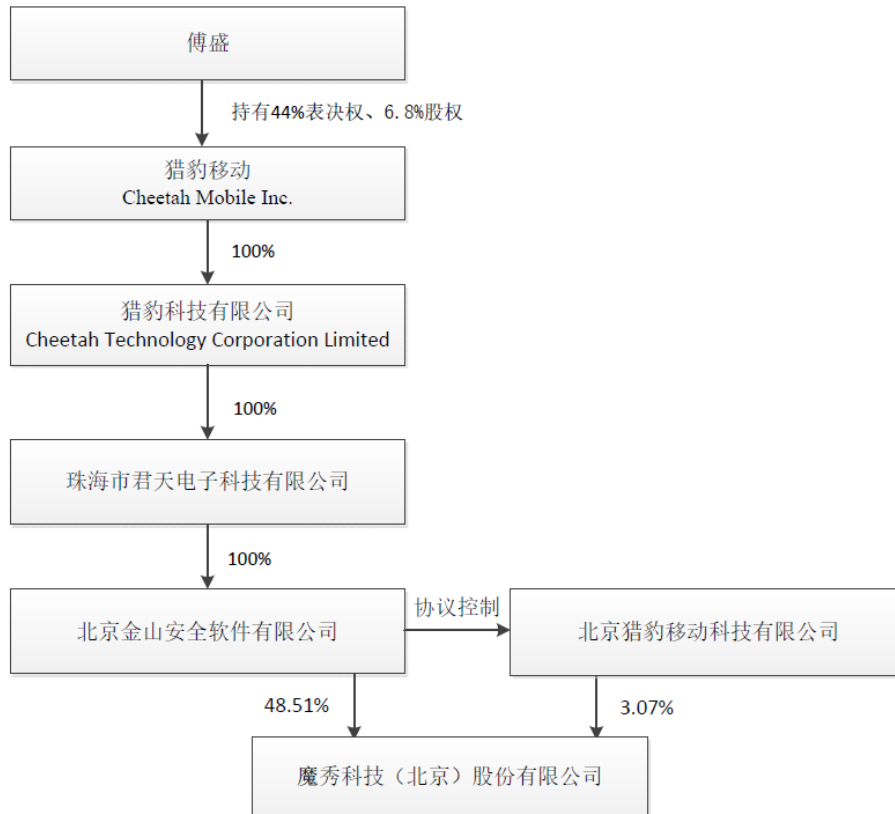 傅盛
持有44%表决权、6.8%股权
猎豹移动
Cheetah Mobile Inc.
100%
猎豹科技有限公司
Cheetah Technology Corporation Limited
100%
珠海市君天电子科技有限公司
100%
北京金山安全软件有限公司
协议控制
北京猎豹移动科技有限公司
48.51%
3.07%
魔秀科技（北京）股份有限公司